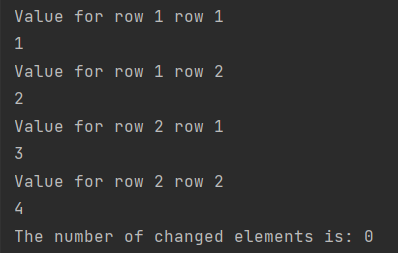 Value for row 1 row 1
1
Value for row 1 row 2
2
Value for row 2 row 1
3
Value for row 2 row 2
4
The number of changed elements is: 0